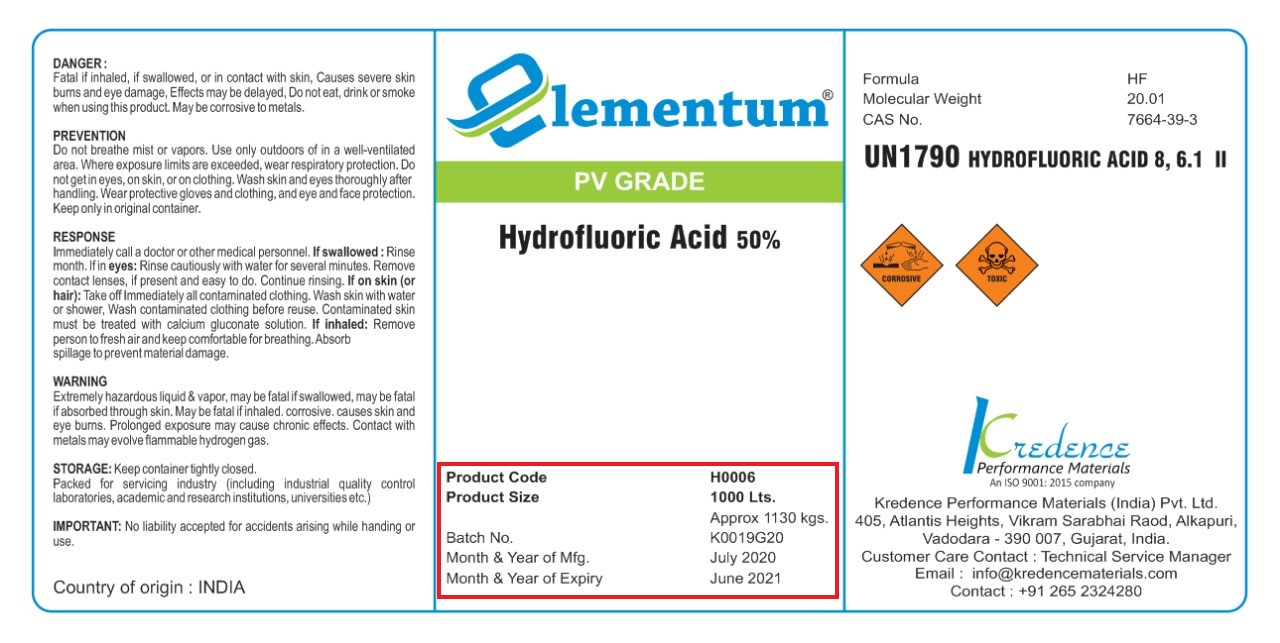 DANGER :
Fatal if inhaled, if swallowed, or in contact with skin, Causes severe skin
burns and eye damage, Effects may be delayed, Do not eat, drink or smoke
when using this product. May be corrosive to metals.
PREVENTION
Do not breathe mist or vapors. Use only outdoors of in a well-ventilated
area. Where exposure limits are exceeded, wear respiratory protection. Do
not get in eyes, on skin, or on clothing. Wash skin and eyes thoroughly after
handling. Wear protective gloves and clothing, and eye and face protection.
Keep only in original container.
RESPONSE
Immediately call a doctor or other medical personnel. If swallowed : Rinse
month. If in eyes: Rinse cautiously with water for several minutes. Remove
contact lenses, if present and easy to do. Continue rinsing. If on skin (or
hair): Take off Immediately all contaminated clothing. Wash skin with water
or shower, Wash contaminated clothing before reuse. Contaminated skin
must be treated with calcium gluconate solution. If inhaled: Remove
person to fresh air and keep comfortable for breathing. Absorb
spillage to prevent material damage.
WARNING
Extremely hazardous liquid & vapor, may be fatal if swallowed, may be fatal
if absorbed through skin. May be fatal if inhaled. corrosive. causes skin and
eye burns. Prolonged exposure may cause chronic effects. Contact with
metals may evolve flammable hydrogen gas.
STORAGE: Keep container tightly closed.
Packed for servicing industry (including industrial quality control
laboratories, academic and research institutions, universities etc.)
IMPORTANT: No liability accepted for accidents arising while handing or
use.
Country of origin : INDIA
elementum®
PV GRADE
Hydrofluoric Acid 50%
Product Code H0006
Product Size 1000 Lts.
Approx 1130 kgs.
Batch No. K0019G20
Month & Year of Mfg. July 2020
Month & Year of Expiry June 2021
Formula HF
Molecular Weight 20.01
CAS No. 7664-39-3
UN1790 HYDROFLUORIC ACID 8, 6.1 II
CORROSIVE
TOXIC
Kredence
Performance Materials
An ISO 9001: 2015 company
Kredence Performance Materials (India) Pvt. Ltd.
405, Atlantis Heights, Vikram Sarabhai Raod, Alkapuri,
Vadodara - 390 007, Gujarat, India.
Customer Care Contact : Technical Service Manager
Email : info@kredencematerials.com
Contact : +91 265 2324280